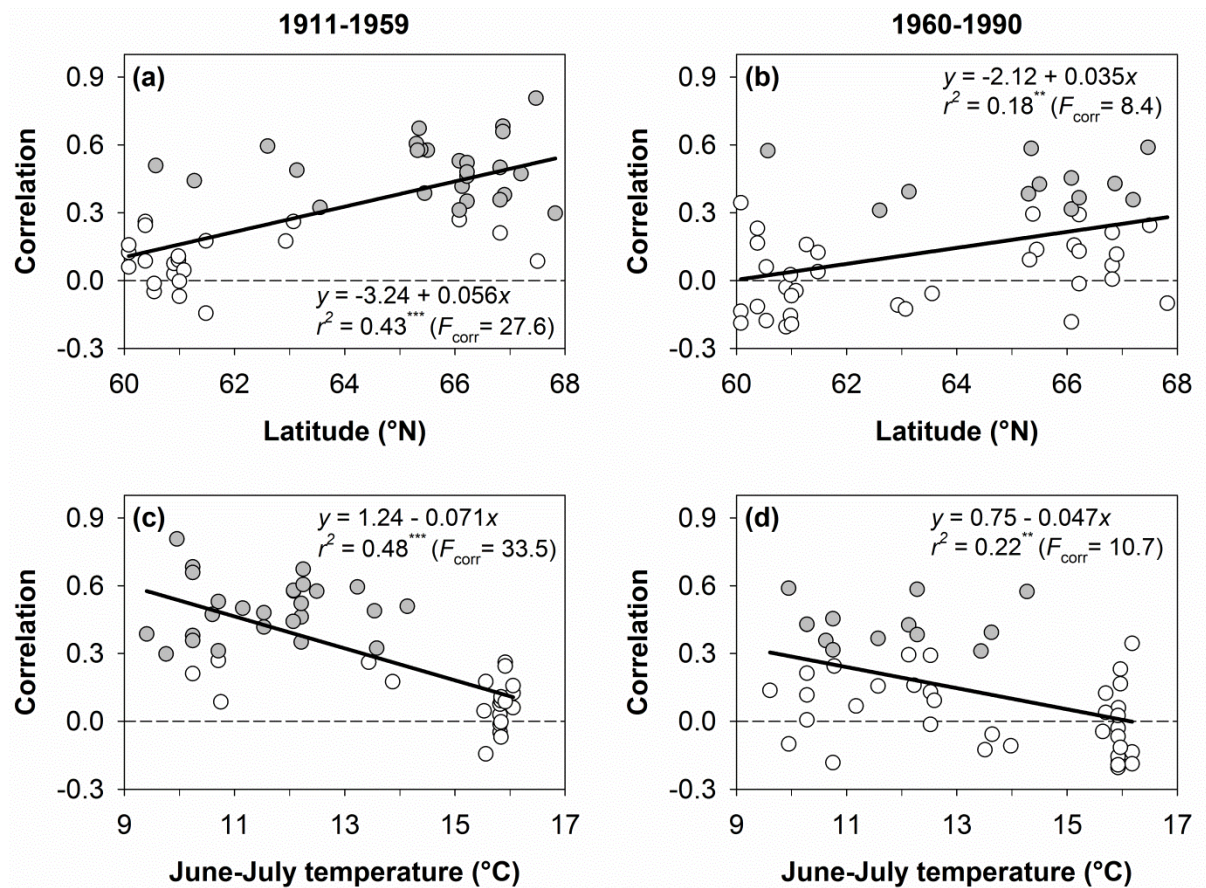 1911-1959
1960-1990
(a)
0.9
0.6
0.3
0.0
-0.3
Correlation
y = -3.24 + 0.056x
r² = 0.43*** (Fcorr= 27.6)
60 62 64 66 68
Latitude (°N)
(b)
y = -2.12 + 0.035x
r² = 0.18** (Fcorr= 8.4)
0.9
0.6
0.3
0.0
-0.3
Correlation
60 62 64 66 68
Latitude (°N)
(c)
y = 1.24 - 0.071x
r² = 0.48*** (Fcorr= 33.5)
0.9
0.6
0.3
0.0
-0.3
Correlation
9 11 13 15 17
June-July temperature (°C)
(d)
y = 0.75 - 0.047x
r² = 0.22** (Fcorr= 10.7)
0.9
0.6
0.3
0.0
-0.3
Correlation
9 11 13 15 17
June-July temperature (°C)